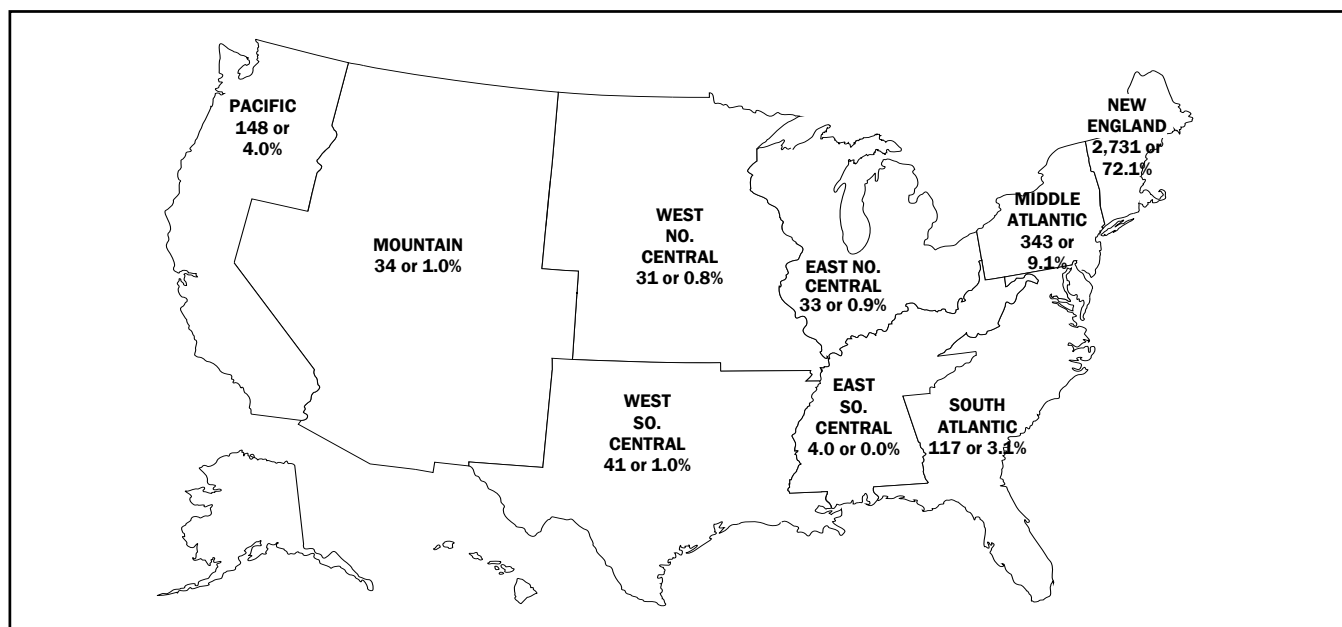 PACIFIC
148 or
4.0%
MOUNTAIN
34 or 1.0%
WEST
NO.
CENTRAL
31 or 0.8%
EAST NO.
CENTRAL
33 or 0.9%
NEW
ENGLAND
2,731 or
72.1%
MIDDLE
ATLANTIC
343 or
9.1%
WEST
SO.
CENTRAL
41 or 1.0%
EAST
SO.
CENTRAL
4.0 or 0.0%
SOUTH
ATLANTIC
117 or 3.1%